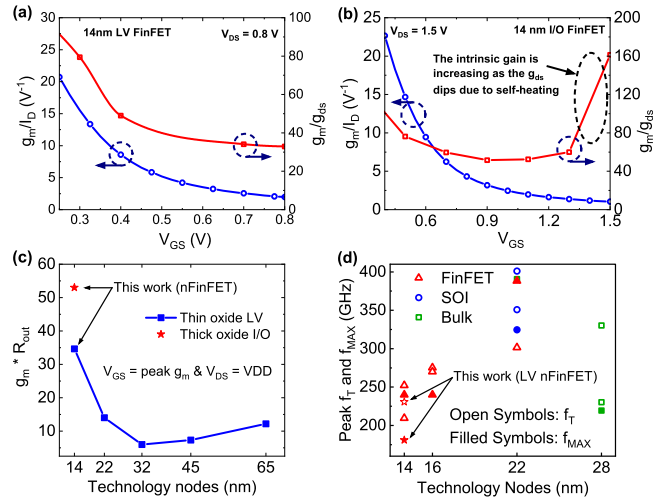 (a)
14nm LV FinFET
V_DS = 0.8 V
g_m/I_D (V⁻¹)
30
25
20
15
10
5
0
100
80
60
40
20
0
g_m/g_ds
0.3 0.4 0.5 0.6 0.7 0.8
V_GS (V)
(b)
V_DS = 1.5 V
14 nm I/O FinFET
The intrinsic gain is
increasing as the g_ds
dips due to self-heating
g_m/I_D (V⁻¹)
25
20
15
10
5
0
200
160
120
80
40
0
g_m/g_ds
0.6 0.9 1.2 1.5
V_GS
(c)
This work (nFinFET)
Thin oxide LV
Thick oxide I/O
V_GS = peak g_m & V_DS = VDD
g_m * R_out
60
50
40
30
20
10
0
14 22 32 45 65
Technology nodes (nm)
(d)
FinFET
SOI
Bulk
This work (LV nFinFET)
Open Symbols: f_T
Filled Symbols: f_MAX
Peak f_T and f_MAX (GHz)
400
350
300
250
200
14 16 22 28
Technology Nodes (nm)